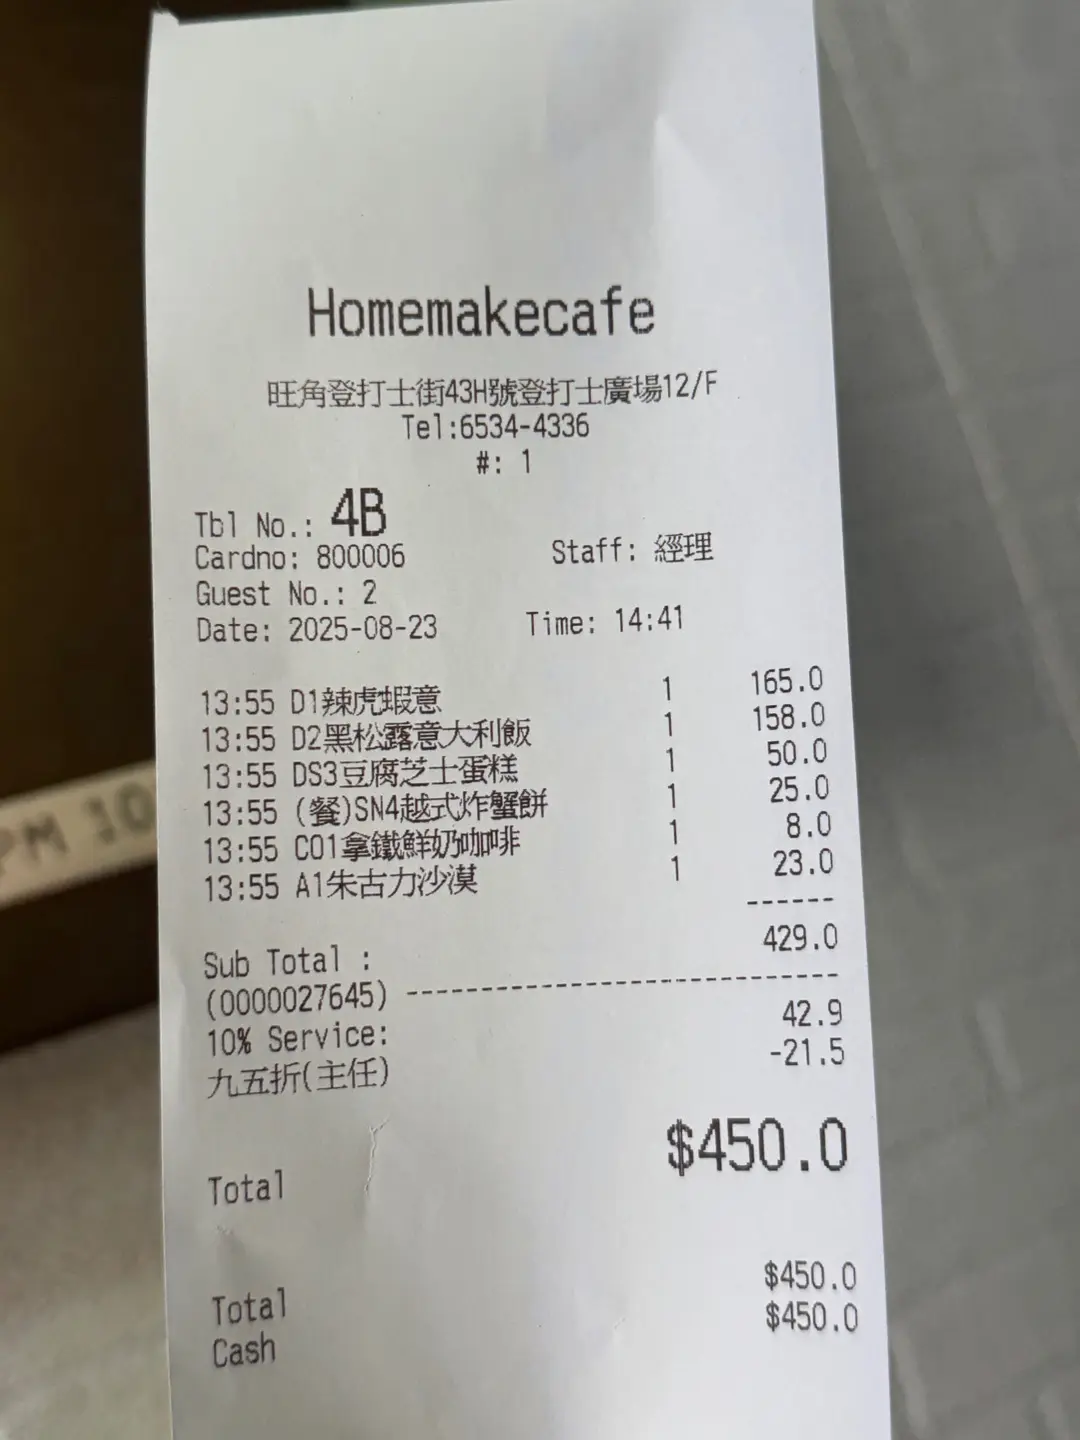 Homemakecafe
旺角登打士街43H號登打士廣場12/F
Tel:6534-4336
#: 1
Tbl No.: 4B
Cardno: 800006 Staff: 經理
Guest No.: 2
Date: 2025-08-23 Time: 14:41
13:55 D1辣虎蝦意 1 165.0
13:55 D2黑松露意大利飯 1 158.0
13:55 DS3豆腐芝士蛋糕 1 50.0
13:55 (餐)SN4越式炸蟹餅 1 25.0
13:55 C01拿鐵鮮奶咖啡 1 8.0
13:55 A1朱古力沙漠 1 23.0
------
Sub Total : 429.0
(0000027645) -----------------------------------
10% Service: 42.9
九五折(主任) -21.5
Total $450.0
Total $450.0
Cash $450.0
PM 10